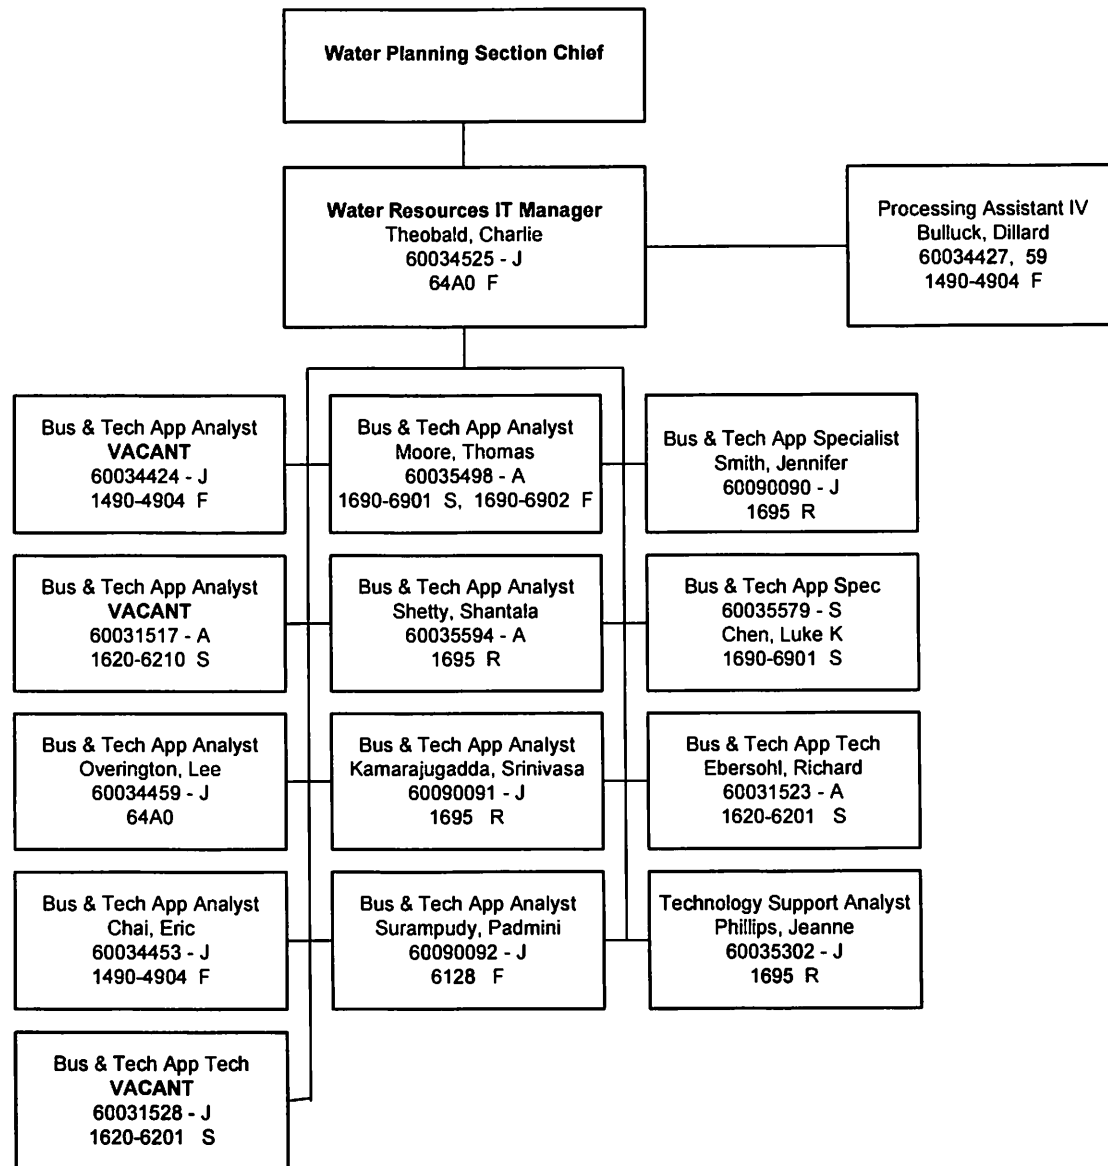 Water Planning Section Chief
Water Resources IT Manager
Theobald, Charlie
60034525 - J
64A0 F
Processing Assistant IV
Bulluck, Dillard
60034427, 59
1490-4904 F
Bus & Tech App Analyst
VACANT
60034424 - J
1490-4904 F
Bus & Tech App Analyst
Moore, Thomas
60035498 - A
1690-6901 S, 1690-6902 F
Bus & Tech App Specialist
Smith, Jennifer
60090090 - J
1695 R
Bus & Tech App Analyst
VACANT
60031517 - A
1620-6210 S
Bus & Tech App Analyst
Shetty, Shantala
60035594 - A
1695 R
Bus & Tech App Spec
60035579 - S
Chen, Luke K
1690-6901 S
Bus & Tech App Analyst
Overington, Lee
60034459 - J
64A0
Bus & Tech App Analyst
Kamarajugadda, Srinivasa
60090091 - J
1695 R
Bus & Tech App Tech
Ebersohl, Richard
60031523 - A
1620-6201 S
Bus & Tech App Analyst
Chai, Eric
60034453 - J
1490-4904 F
Bus & Tech App Analyst
Surampudy, Padmini
60090092 - J
6128 F
Technology Support Analyst
Phillips, Jeanne
60035302 - J
1695 R
Bus & Tech App Tech
VACANT
60031528 - J
1620-6201 S